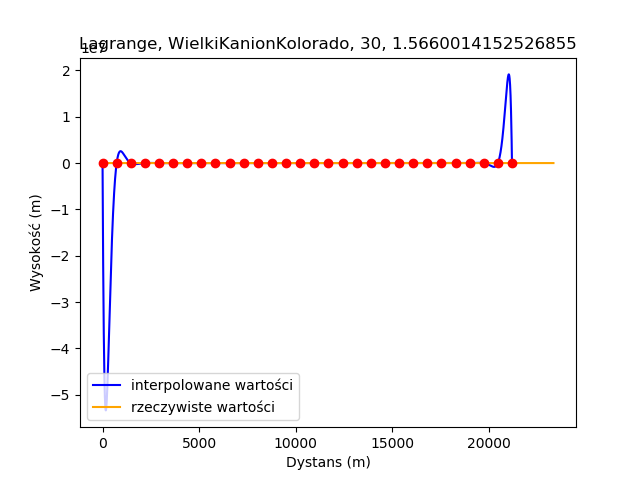 Lagrange, WielkiKanionKolorado, 30, 1.5660014152526855
1e7
2
1
0
−1
−2
−3
−4
−5
Wysokość (m)
interpolowane wartości
rzeczywiste wartości
0 5000 10000 15000 20000
Dystans (m)